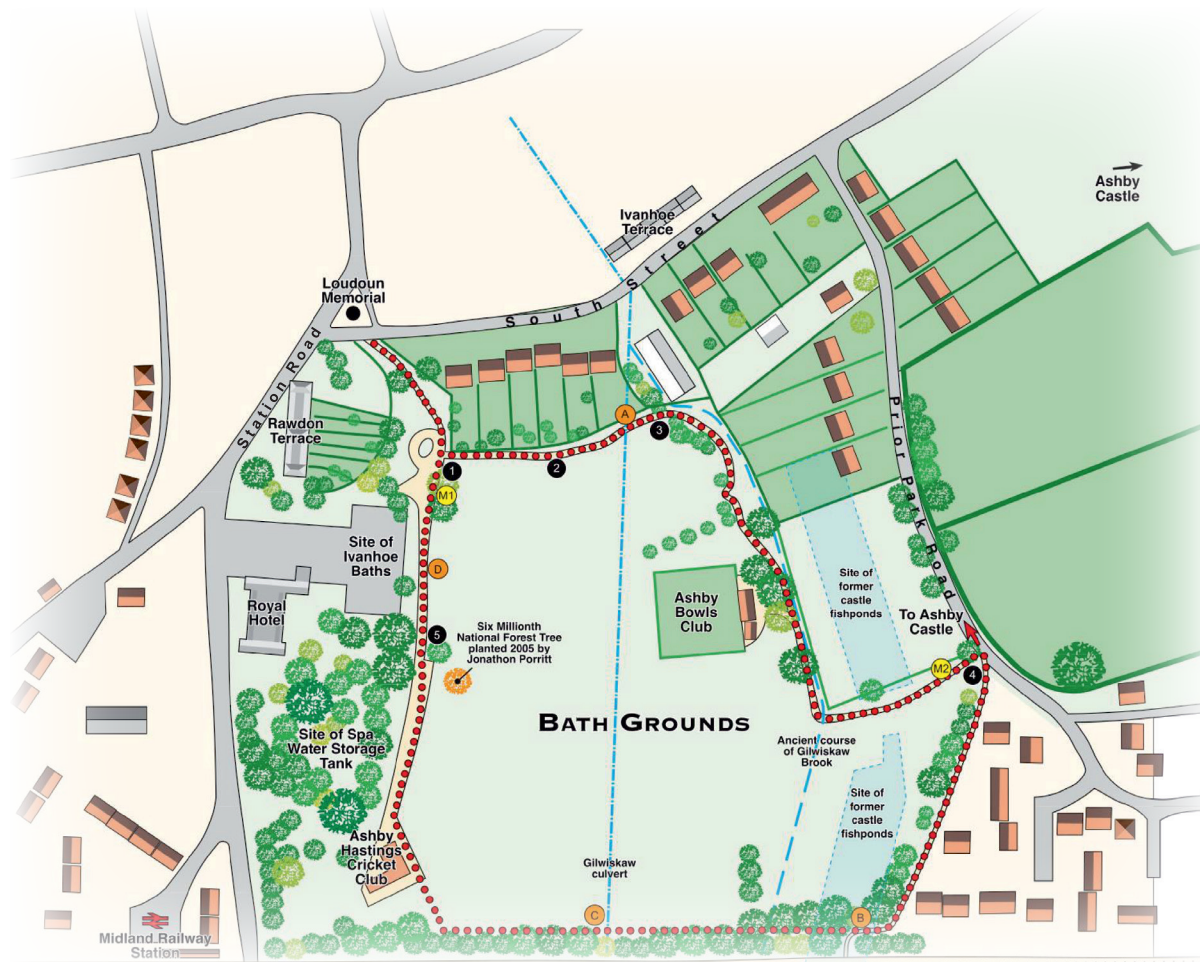 Ashby
Castle
Ivanhoe
Terrace
South Street
Loudoun
Memorial
Station Road
Rawdon
Terrace
Prior Park Road
A
3
1
2
M1
Site of
Ivanhoe
Baths
D
Royal
Hotel
Ashby
Bowls
Club
Site of
former
castle
fishponds
To Ashby
Castle
5
Six Millionth
National Forest Tree
planted 2005 by
Jonathon Porritt
M2
4
BATH GROUNDS
Site of Spa
Water Storage
Tank
Ancient course
of Gilwiskaw
Brook
Site of
former
castle
fishponds
Ashby
Hastings
Cricket
Club
Gilwiskaw
culvert
C
B
Midland Railway
Station